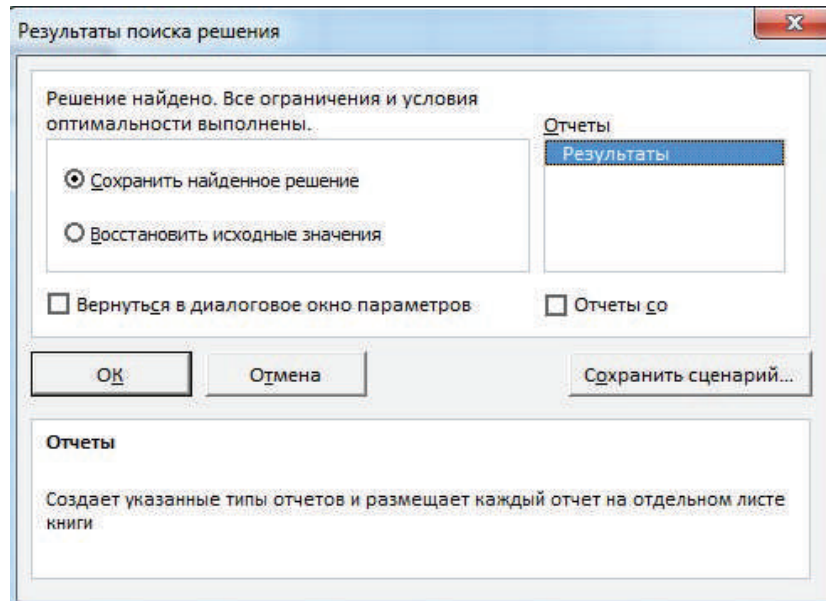 Результаты поиска решения
Решение найдено. Все ограничения и условия
оптимальности выполнены.
Отчеты
Результаты
Сохранить найденное решение
Восстановить исходные значения
Вернуться в диалоговое окно параметров
Отчеты со
ОК
Отмена
Сохранить сценарий...
Отчеты
Создает указанные типы отчетов и размещает каждый отчет на отдельном листе
книги